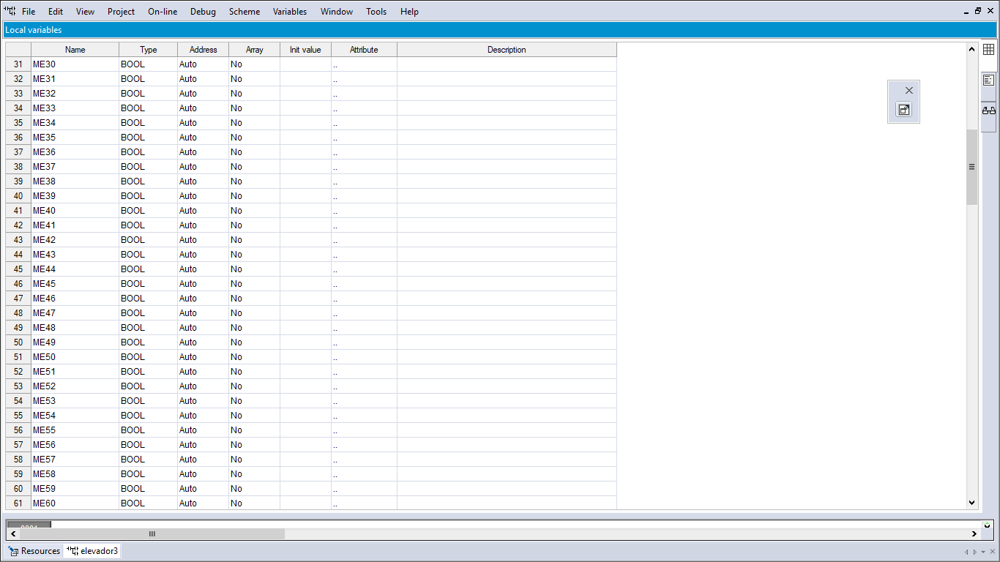 File Edit View Project On-line Debug Scheme Variables Window Tools Help
Local variables
Name Type Address Array Init value Attribute Description
31 ME30 BOOL Auto No ..
32 ME31 BOOL Auto No ..
33 ME32 BOOL Auto No ..
34 ME33 BOOL Auto No ..
35 ME34 BOOL Auto No ..
36 ME35 BOOL Auto No ..
37 ME36 BOOL Auto No ..
38 ME37 BOOL Auto No ..
39 ME38 BOOL Auto No ..
40 ME39 BOOL Auto No ..
41 ME40 BOOL Auto No ..
42 ME41 BOOL Auto No ..
43 ME42 BOOL Auto No ..
44 ME43 BOOL Auto No ..
45 ME44 BOOL Auto No ..
46 ME45 BOOL Auto No ..
47 ME46 BOOL Auto No ..
48 ME47 BOOL Auto No ..
49 ME48 BOOL Auto No ..
50 ME49 BOOL Auto No ..
51 ME50 BOOL Auto No ..
52 ME51 BOOL Auto No ..
53 ME52 BOOL Auto No ..
54 ME53 BOOL Auto No ..
55 ME54 BOOL Auto No ..
56 ME55 BOOL Auto No ..
57 ME56 BOOL Auto No ..
58 ME57 BOOL Auto No ..
59 ME58 BOOL Auto No ..
60 ME59 BOOL Auto No ..
61 ME60 BOOL Auto No ..
Resources elevador3